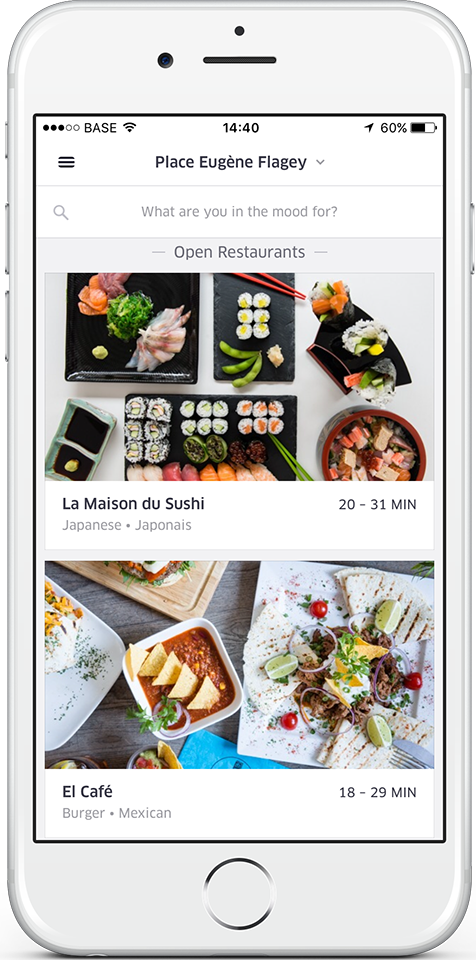 BASE 14:40 60%
Place Eugène Flagey
What are you in the mood for?
Open Restaurants
La Maison du Sushi 20 – 31 MIN
Japanese • Japonais
El Café 18 – 29 MIN
Burger • Mexican